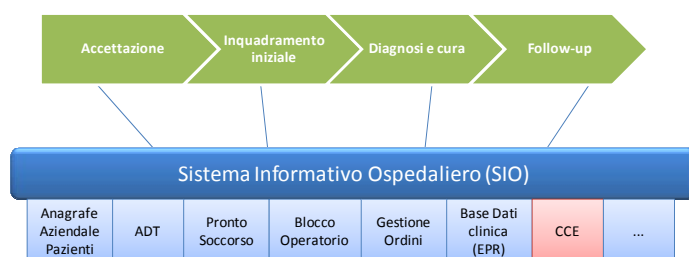 Accettazione
Inquadramento
iniziale
Diagnosi e cura
Follow-up
Sistema Informativo Ospedaliero (SIO)
Anagrafe
Aziendale
Pazienti
ADT
Pronto
Soccorso
Blocco
Operatorio
Gestione
Ordini
Base Dati
clinica
(EPR)
CCE
...